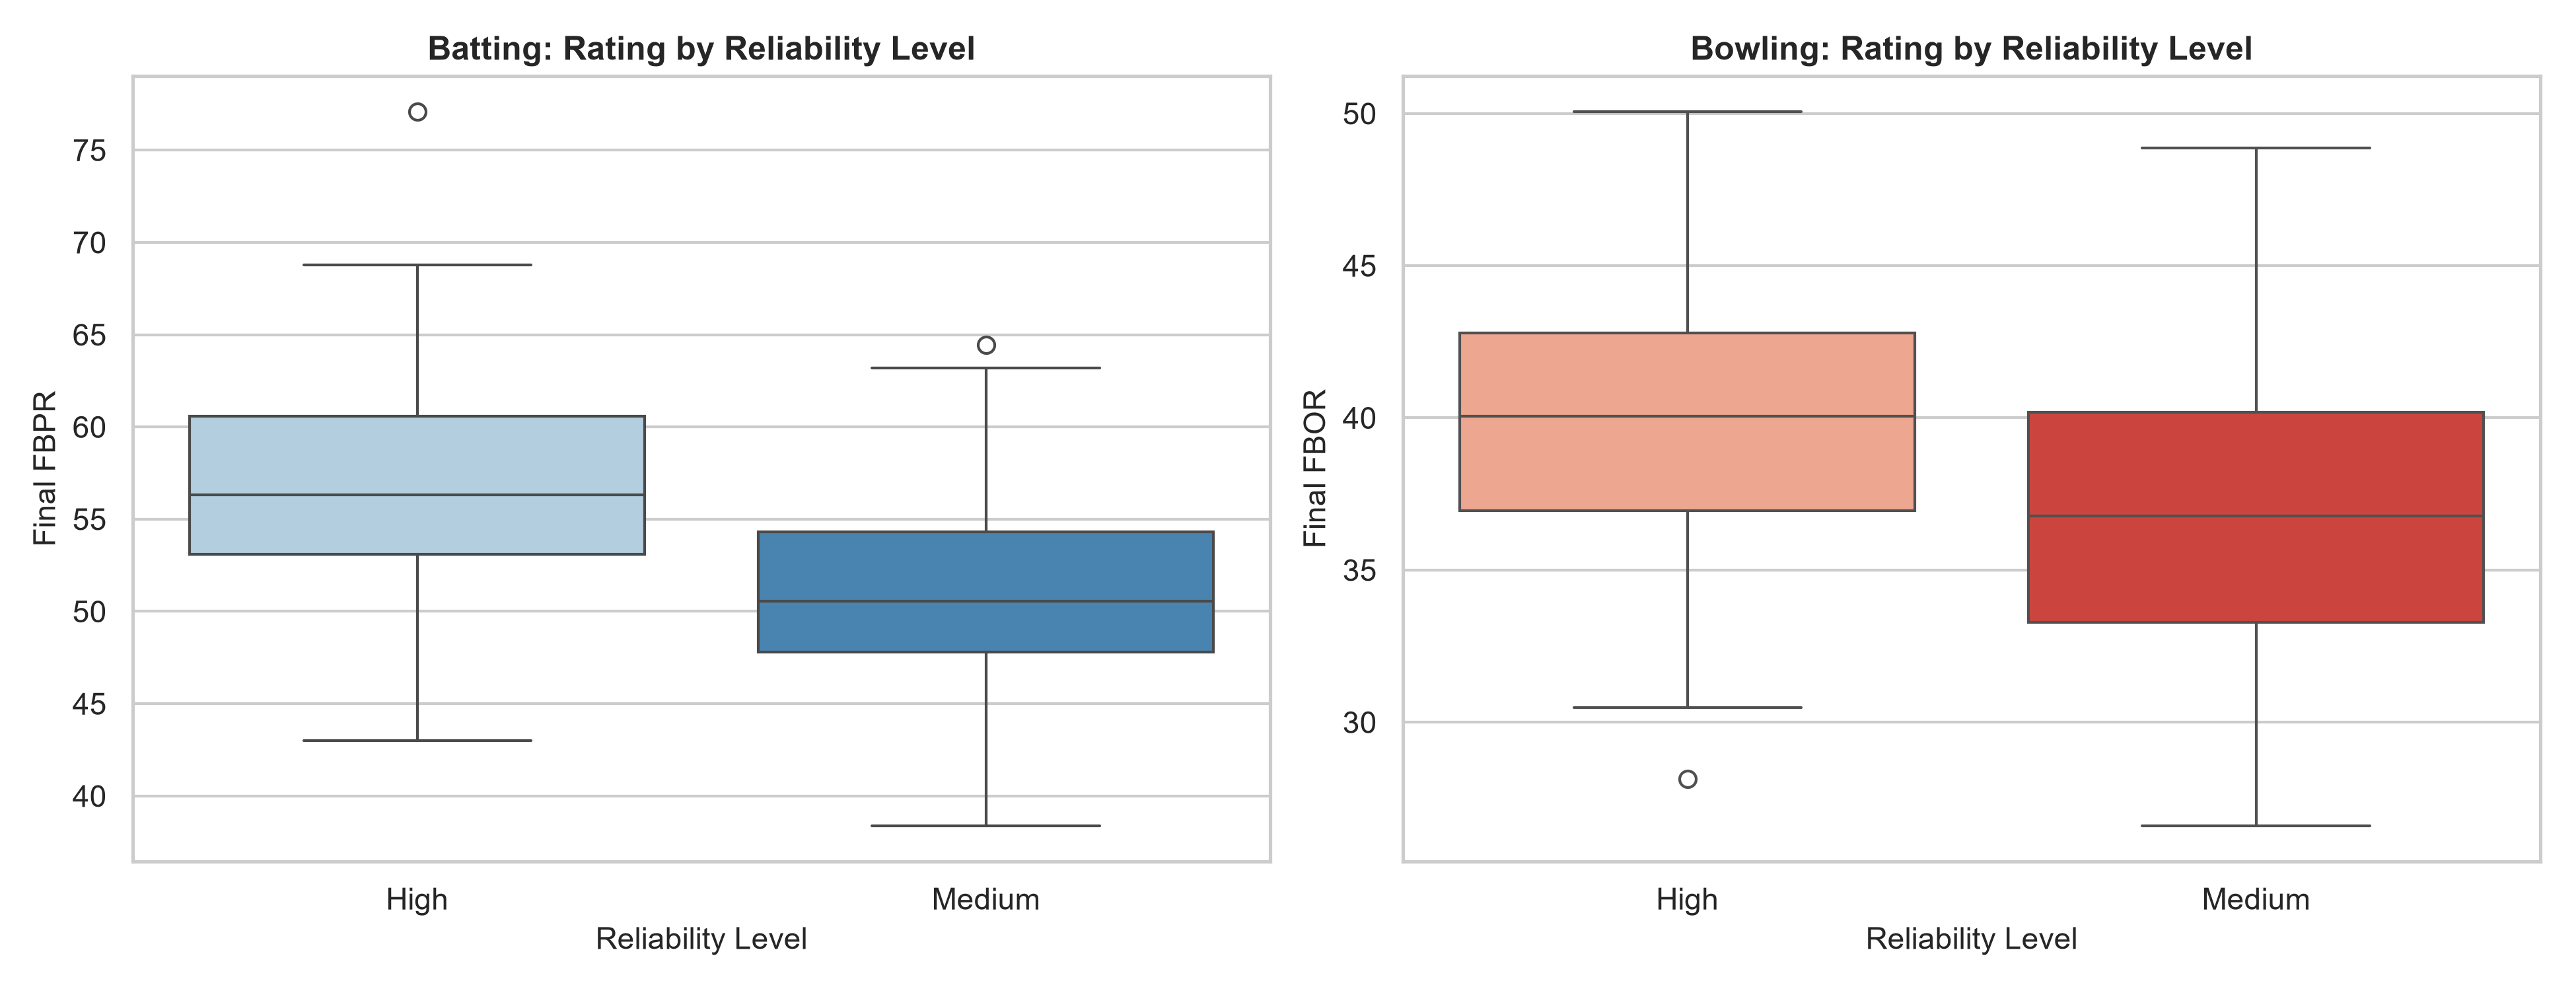 Batting: Rating by Reliability Level
Final FBPR
75
70
65
60
55
50
45
40
High
Medium
Reliability Level
Bowling: Rating by Reliability Level
Final FBOR
50
45
40
35
30
High
Medium
Reliability Level